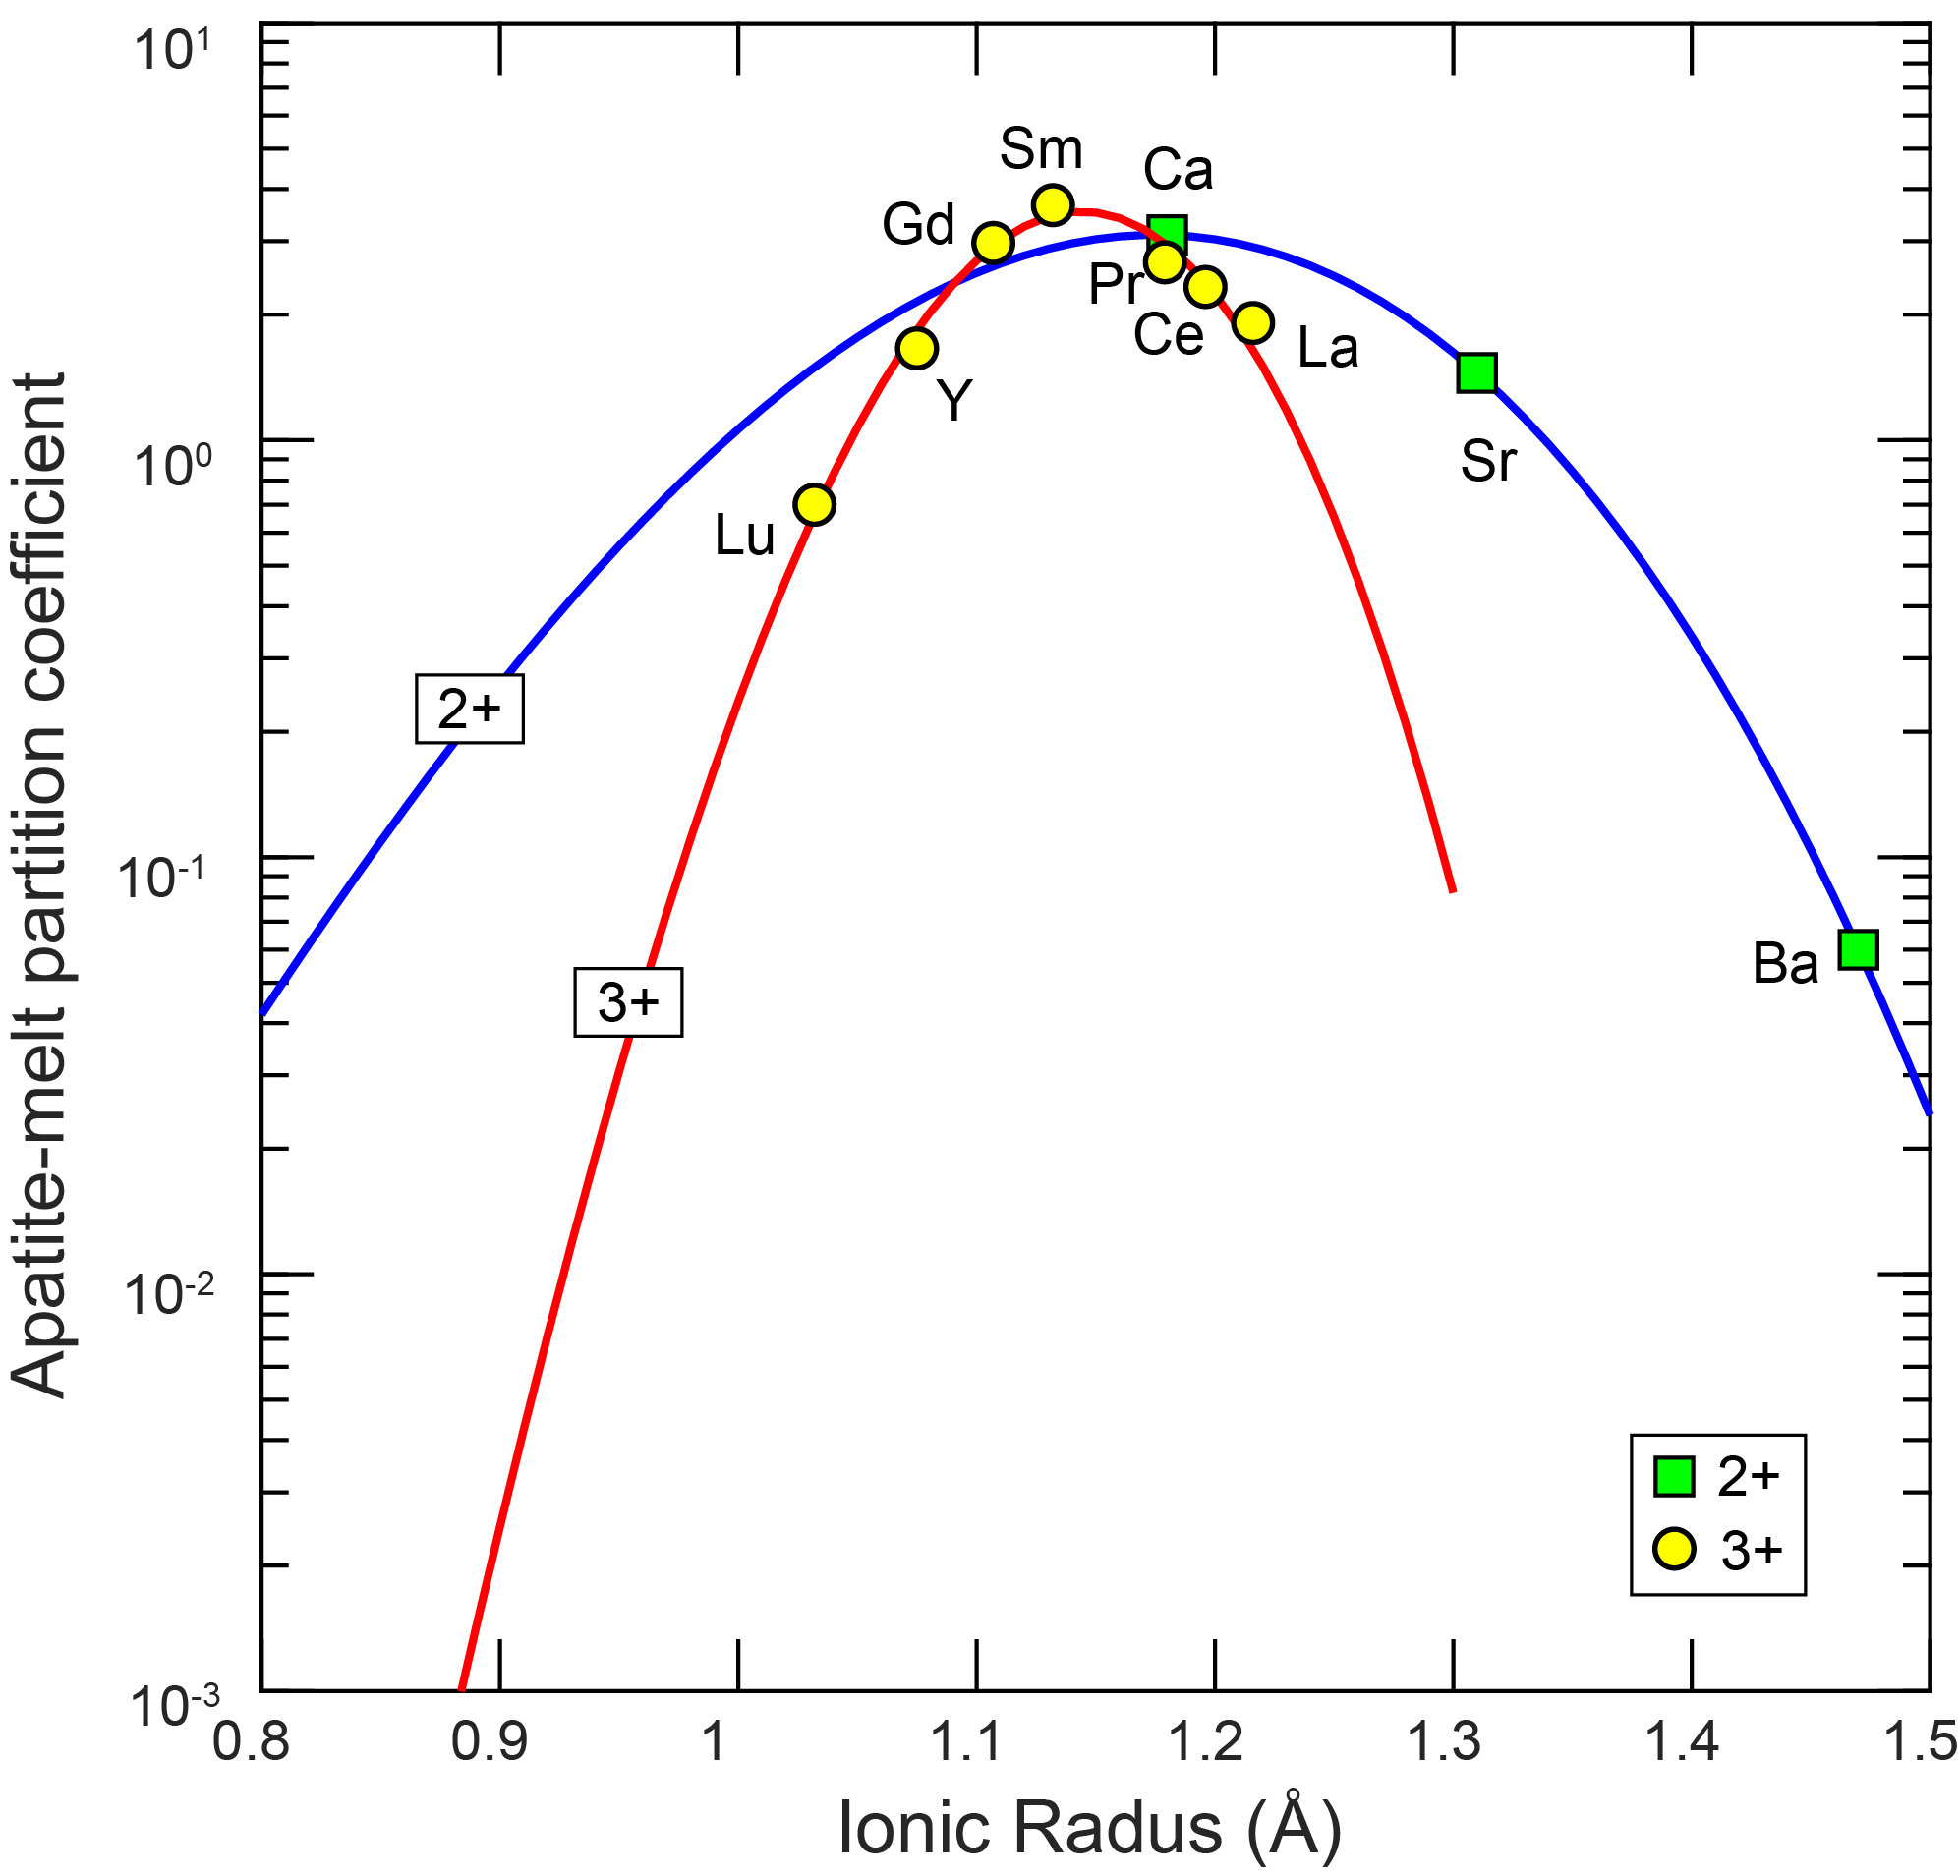 10¹
10⁰
10⁻¹
10⁻²
10⁻³
Apatite-melt partition coefficient
Sm
Ca
Gd
Pr
Ce
La
Y
Sr
Lu
2+
Ba
3+
2+
3+
0.8 0.9 1 1.1 1.2 1.3 1.4 1.5
Ionic Radus (Å)